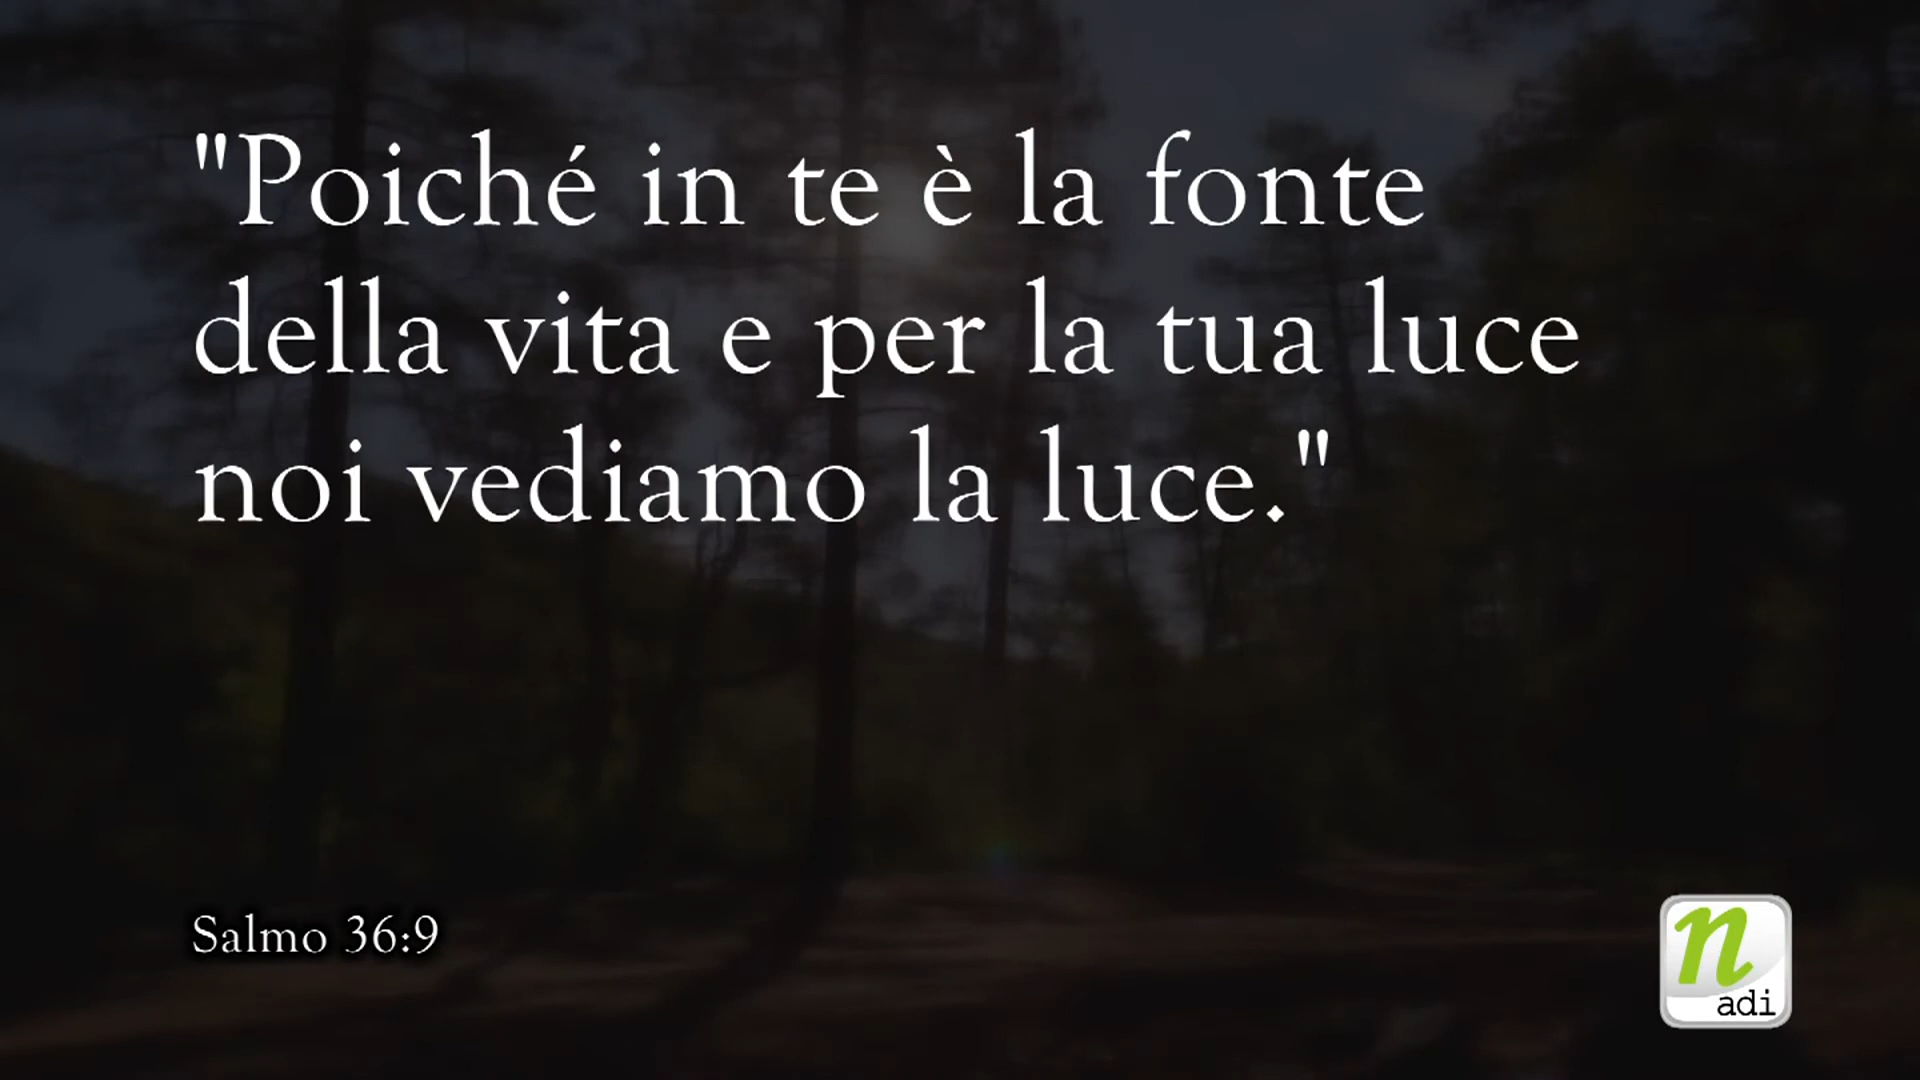 "Poiché in te è la fonte
della vita e per la tua luce
noi vediamo la luce."
Salmo 36:9
n
adi